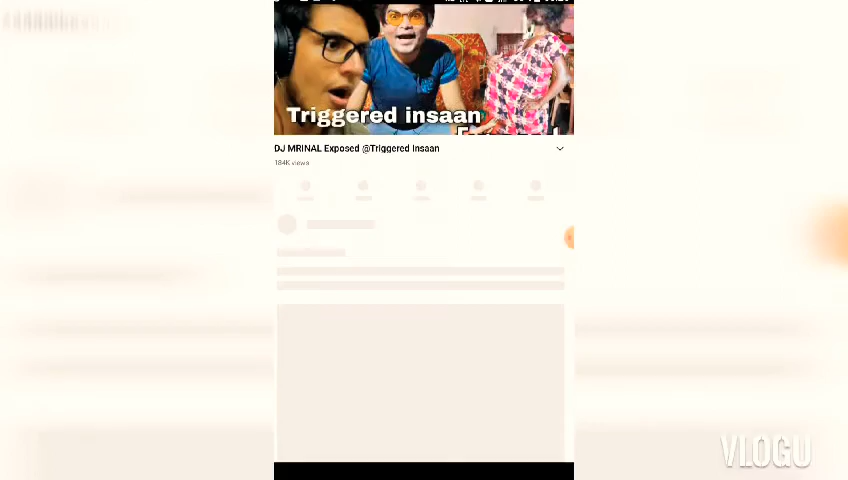 Triggered insaan
DJ MRINAL Exposed @Triggered Insaan
184K views
VLOGU